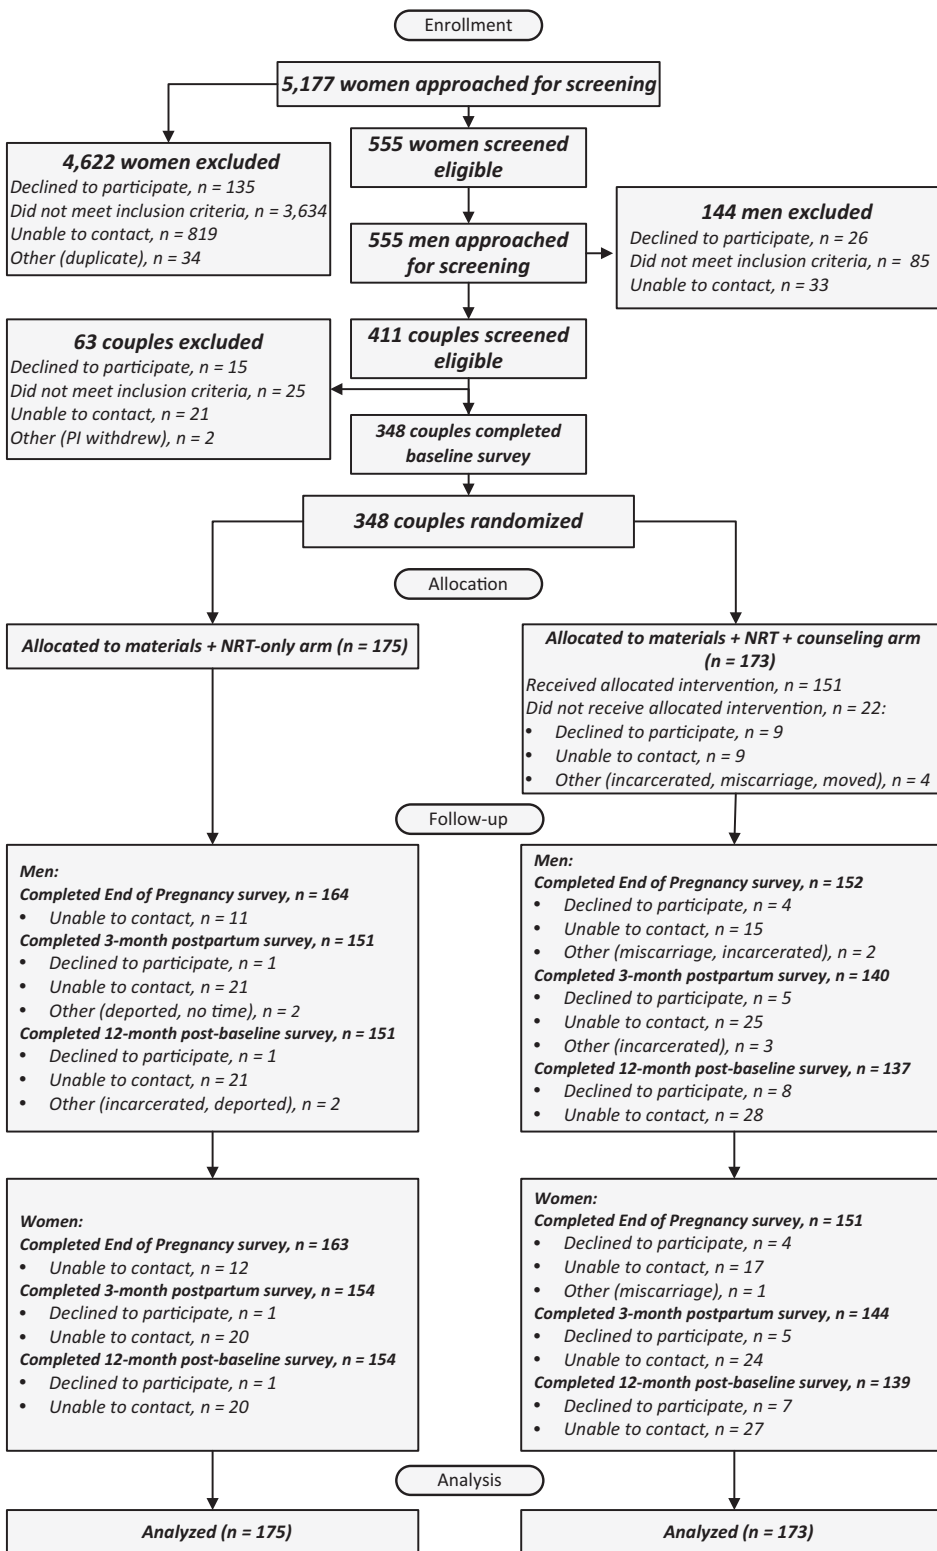 Enrollment
5,177 women approached for screening
4,622 women excluded
Declined to participate, n = 135
Did not meet inclusion criteria, n = 3,634
Unable to contact, n = 819
Other (duplicate), n = 34
555 women screened
eligible
555 men approached
for screening
144 men excluded
Declined to participate, n = 26
Did not meet inclusion criteria, n = 85
Unable to contact, n = 33
411 couples screened
eligible
63 couples excluded
Declined to participate, n = 15
Did not meet inclusion criteria, n = 25
Unable to contact, n = 21
Other (PI withdrew), n = 2
348 couples completed
baseline survey
348 couples randomized
Allocation
Allocated to materials + NRT-only arm (n = 175)
Allocated to materials + NRT + counseling arm
(n = 173)
Received allocated intervention, n = 151
Did not receive allocated intervention, n = 22:
• Declined to participate, n = 9
• Unable to contact, n = 9
• Other (incarcerated, miscarriage, moved), n = 4
Follow-up
Men:
Completed End of Pregnancy survey, n = 164
• Unable to contact, n = 11
Completed 3-month postpartum survey, n = 151
• Declined to participate, n = 1
• Unable to contact, n = 21
• Other (deported, no time), n = 2
Completed 12-month post-baseline survey, n = 151
• Declined to participate, n = 1
• Unable to contact, n = 21
• Other (incarcerated, deported), n = 2
Men:
Completed End of Pregnancy survey, n = 152
• Declined to participate, n = 4
• Unable to contact, n = 15
• Other (miscarriage, incarcerated), n = 2
Completed 3-month postpartum survey, n = 140
• Declined to participate, n = 5
• Unable to contact, n = 25
• Other (incarcerated), n = 3
Completed 12-month post-baseline survey, n = 137
• Declined to participate, n = 8
• Unable to contact, n = 28
Women:
Completed End of Pregnancy survey, n = 163
• Unable to contact, n = 12
Completed 3-month postpartum survey, n = 154
• Declined to participate, n = 1
• Unable to contact, n = 20
Completed 12-month post-baseline survey, n = 154
• Declined to participate, n = 1
• Unable to contact, n = 20
Women:
Completed End of Pregnancy survey, n = 151
• Declined to participate, n = 4
• Unable to contact, n = 17
• Other (miscarriage), n = 1
Completed 3-month postpartum survey, n = 144
• Declined to participate, n = 5
• Unable to contact, n = 24
Completed 12-month post-baseline survey, n = 139
• Declined to participate, n = 7
• Unable to contact, n = 27
Analysis
Analyzed (n = 175)
Analyzed (n = 173)